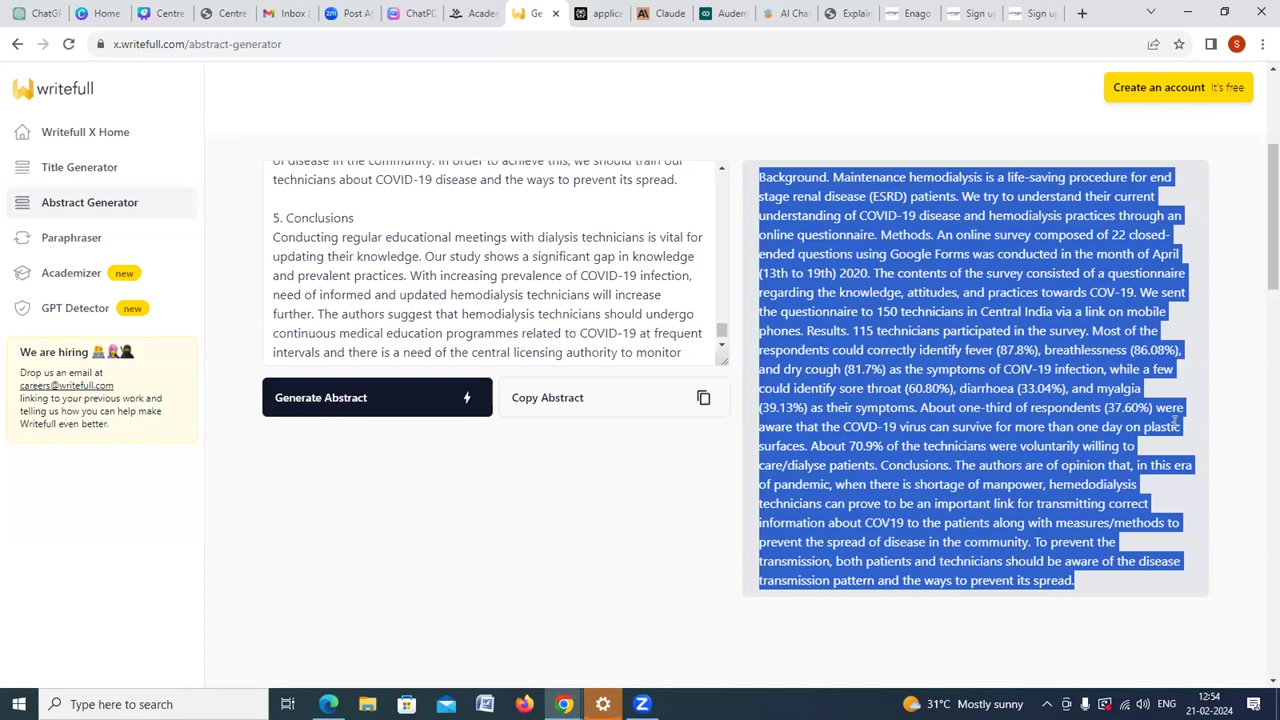 ChatG
Home
Centre
Centre
Inbox
Post A
ChatPD
Acade
Ge
applica
Claude
Audem
AI Cha
Explain
Enago
Sign u
Sign u
x.writefull.com/abstract-generator
S
writefull
Create an account It's free
Writefull X Home
Title Generator
Abstract Generator
Paraphraser
Academizer new
GPT Detector new
We are hiring
Drop us an email at
careers@writefull.com
linking to your previous work and
telling us how you can help make
Writefull even better.
of disease in the community. In order to achieve this, we should train our
technicians about COVID-19 disease and the ways to prevent its spread.
5. Conclusions
Conducting regular educational meetings with dialysis technicians is vital for
updating their knowledge. Our study shows a significant gap in knowledge
and prevalent practices. With increasing prevalence of COVID-19 infection,
need of informed and updated hemodialysis technicians will increase
further. The authors suggest that hemodialysis technicians should undergo
continuous medical education programmes related to COVID-19 at frequent
intervals and there is a need of the central licensing authority to monitor
Generate Abstract
Copy Abstract
Background. Maintenance hemodialysis is a life-saving procedure for end
stage renal disease (ESRD) patients. We try to understand their current
understanding of COVID-19 disease and hemodialysis practices through an
online questionnaire. Methods. An online survey composed of 22 closed-
ended questions using Google Forms was conducted in the month of April
(13th to 19th) 2020. The contents of the survey consisted of a questionnaire
regarding the knowledge, attitudes, and practices towards COV-19. We sent
the questionnaire to 150 technicians in Central India via a link on mobile
phones. Results. 115 technicians participated in the survey. Most of the
respondents could correctly identify fever (87.8%), breathlessness (86.08%),
and dry cough (81.7%) as the symptoms of COIV-19 infection, while a few
could identify sore throat (60.80%), diarrhoea (33.04%), and myalgia
(39.13%) as their symptoms. About one-third of respondents (37.60%) were
aware that the COVD-19 virus can survive for more than one day on plastic
surfaces. About 70.9% of the technicians were voluntarily willing to
care/dialyse patients. Conclusions. The authors are of opinion that, in this era
of pandemic, when there is shortage of manpower, hemedodialysis
technicians can prove to be an important link for transmitting correct
information about COV19 to the patients along with measures/methods to
prevent the spread of disease in the community. To prevent the
transmission, both patients and technicians should be aware of the disease
transmission pattern and the ways to prevent its spread.
Type here to search
31°C Mostly sunny
ENG
12:54
21-02-2024